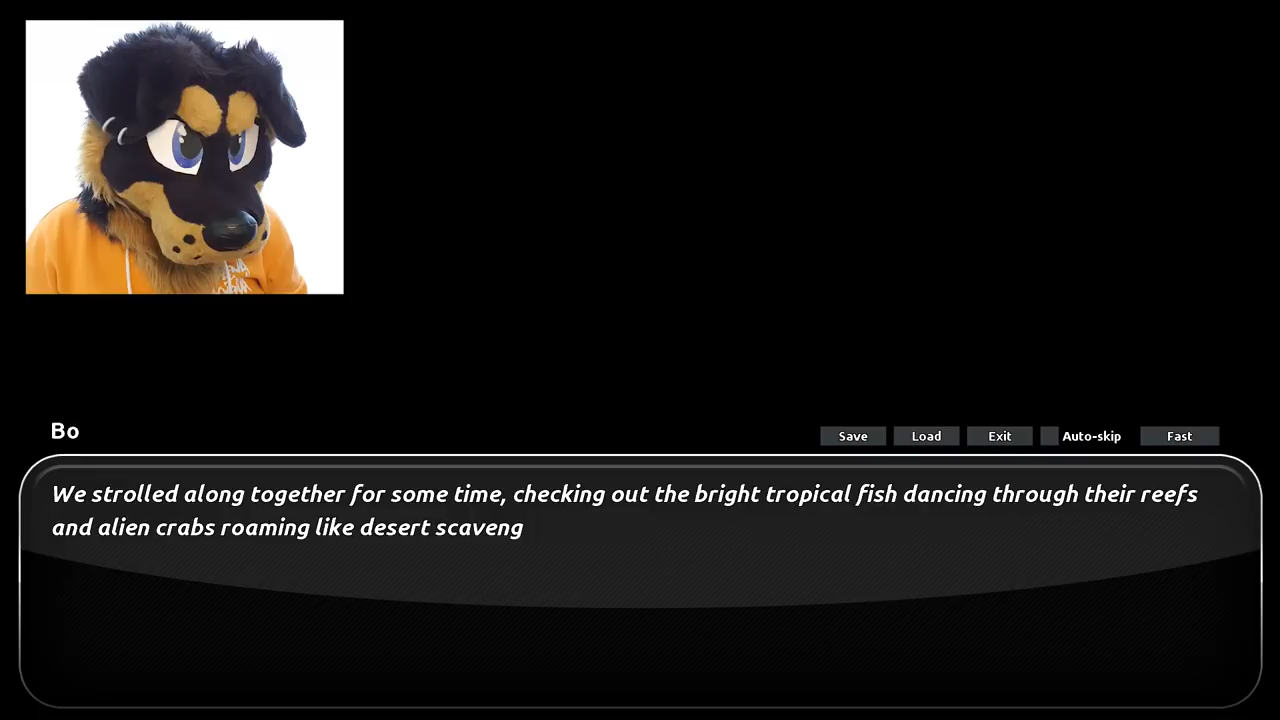 Bo
Save Load Exit Auto-skip Fast
We strolled along together for some time, checking out the bright tropical fish dancing through their reefs
and alien crabs roaming like desert scaveng